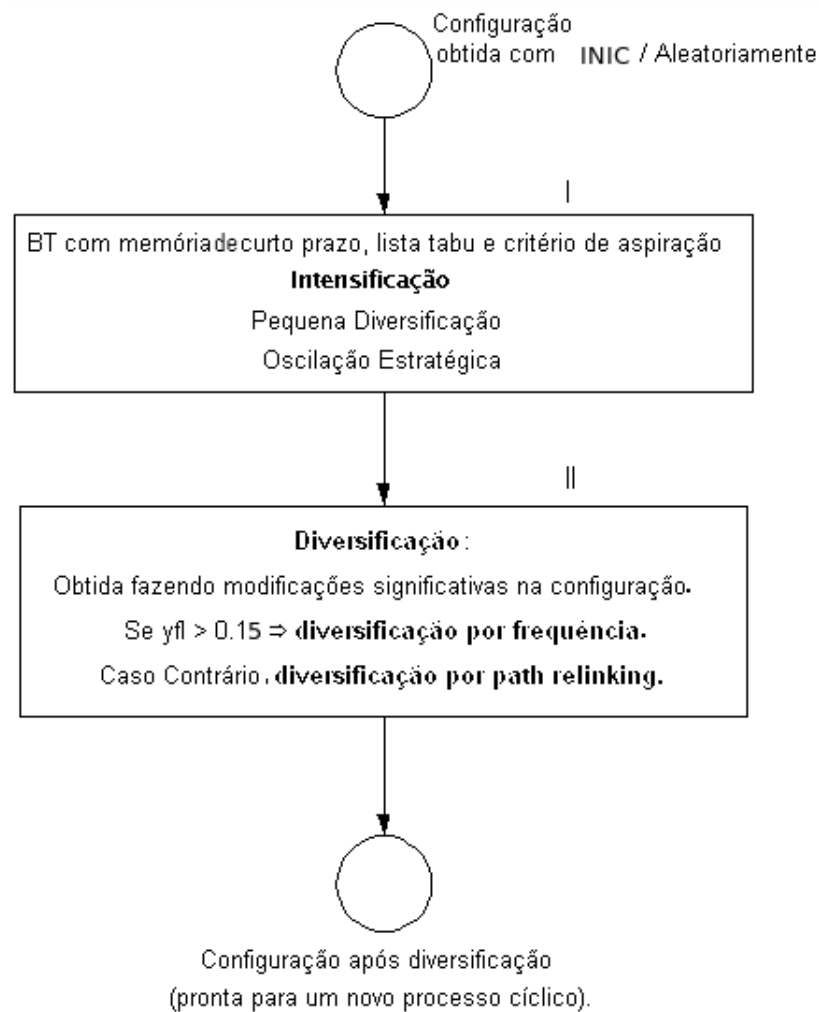 Configuração
obtida com INIC / Aleatoriamente
I
BT com memóriadecurto prazo, lista tabu e critério de aspiração
Intensificação
Pequena Diversificação
Oscilação Estratégica
II
Diversificação:
Obtida fazendo modificações significativas na configuração.
Se yfl > 0.15 ⇒ diversificação por frequência.
Caso Contrário, diversificação por path relinking.
Configuração após diversificação
(pronta para um novo processo cíclico).